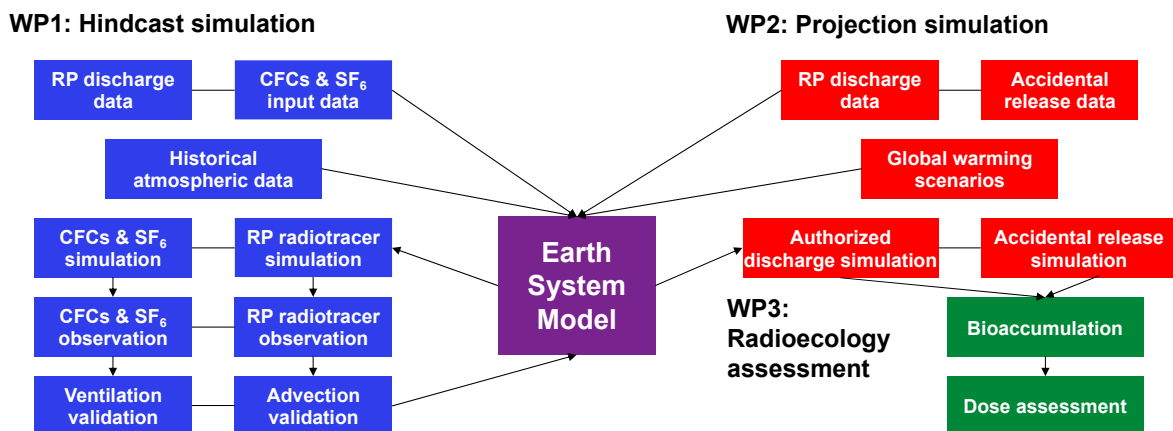 WP1: Hindcast simulation
RP discharge
data
CFCs & SF₆
input data
Historical
atmospheric data
CFCs & SF₆
simulation
RP radiotracer
simulation
CFCs & SF₆
observation
RP radiotracer
observation
Ventilation
validation
Advection
validation
Earth
System
Model
WP2: Projection simulation
RP discharge
data
Accidental
release data
Global warming
scenarios
Authorized
discharge simulation
Accidental release
simulation
WP3:
Radioecology
assessment
Bioaccumulation
Dose assessment